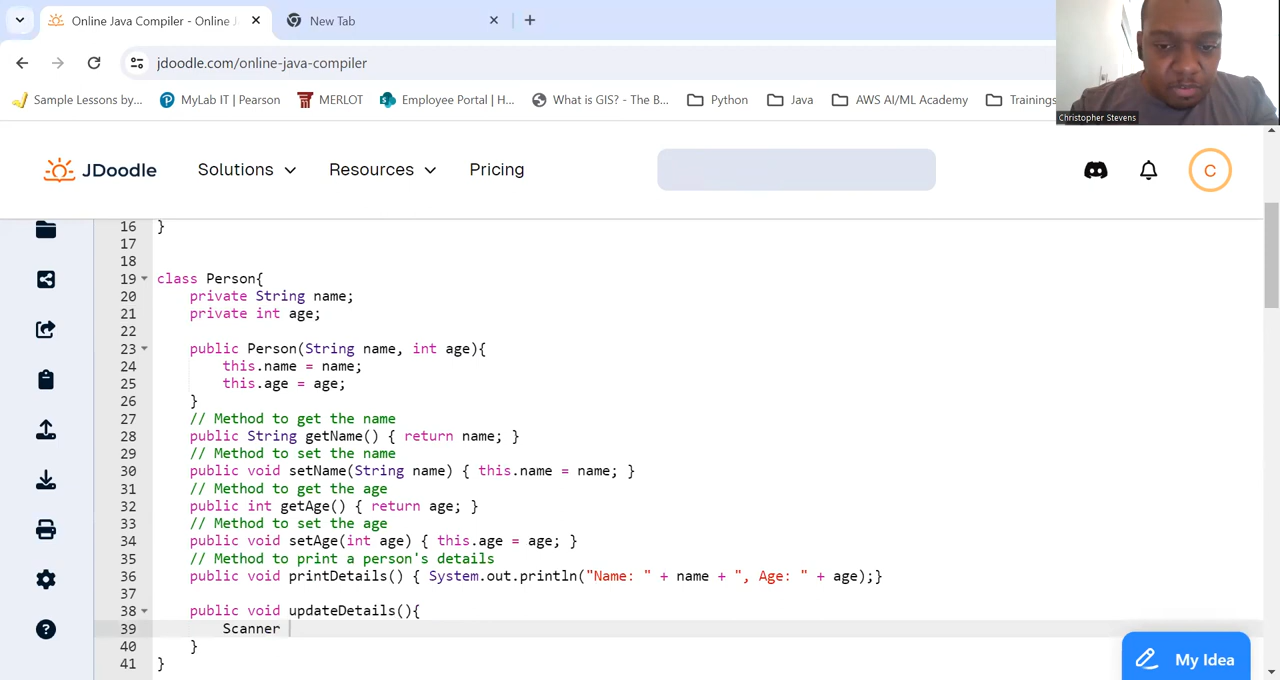 Online Java Compiler - Online
New Tab
jdoodle.com/online-java-compiler
Sample Lessons by... MyLab IT | Pearson MERLOT Employee Portal | H... What is GIS? - The B... Python Java AWS AI/ML Academy Trainings
Christopher Stevens
JDoodle Solutions Resources Pricing C
16 }
17
18
19 class Person{
20 private String name;
21 private int age;
22
23 public Person(String name, int age){
24 this.name = name;
25 this.age = age;
26 }
27 // Method to get the name
28 public String getName() { return name; }
29 // Method to set the name
30 public void setName(String name) { this.name = name; }
31 // Method to get the age
32 public int getAge() { return age; }
33 // Method to set the age
34 public void setAge(int age) { this.age = age; }
35 // Method to print a person's details
36 public void printDetails() { System.out.println("Name: " + name + ", Age: " + age);}
37
38 public void updateDetails(){
39 Scanner
40 }
41 }
My Idea